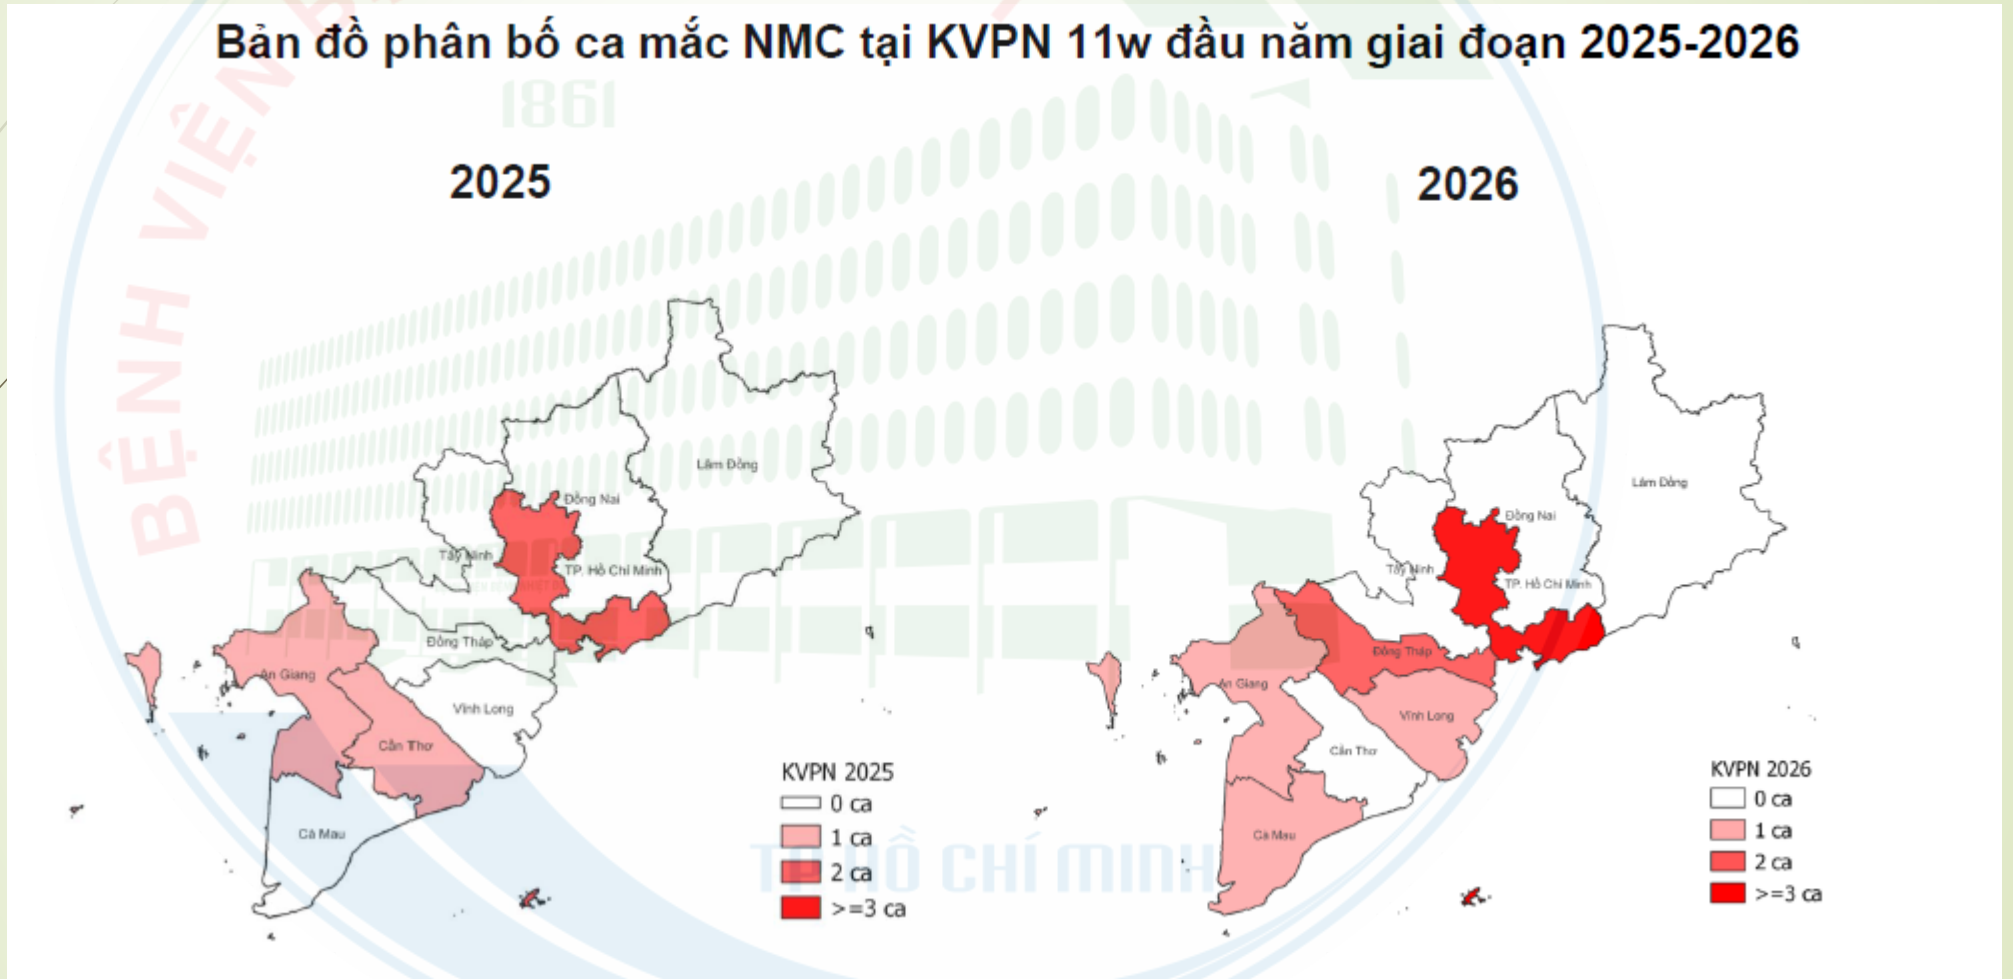 Bản đồ phân bố ca mắc NMC tại KVPN 11w đầu năm giai đoạn 2025-2026
BỆNH VIỆN
1861
2025
2026
Lâm Đồng
Đồng Nai
Tây Ninh
TP. Hồ Chí Minh
Đồng Tháp
An Giang
Vĩnh Long
Cần Thơ
Cà Mau
KVPN 2025
0 ca
1 ca
2 ca
>=3 ca
Lâm Đồng
Đồng Nai
Tây Ninh
TP. Hồ Chí Minh
Đồng Tháp
An Giang
Vĩnh Long
Cần Thơ
Cà Mau
KVPN 2026
0 ca
1 ca
2 ca
>=3 ca
TP HỒ CHÍ MINH